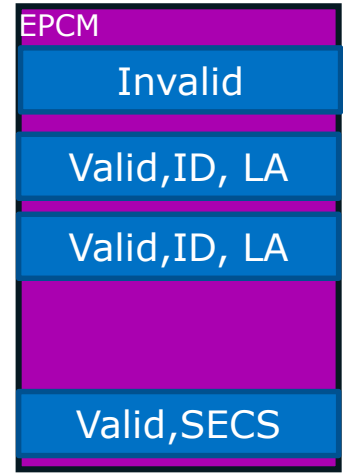 EPCM
Invalid
Valid,ID, LA
Valid,ID, LA
Valid,SECS